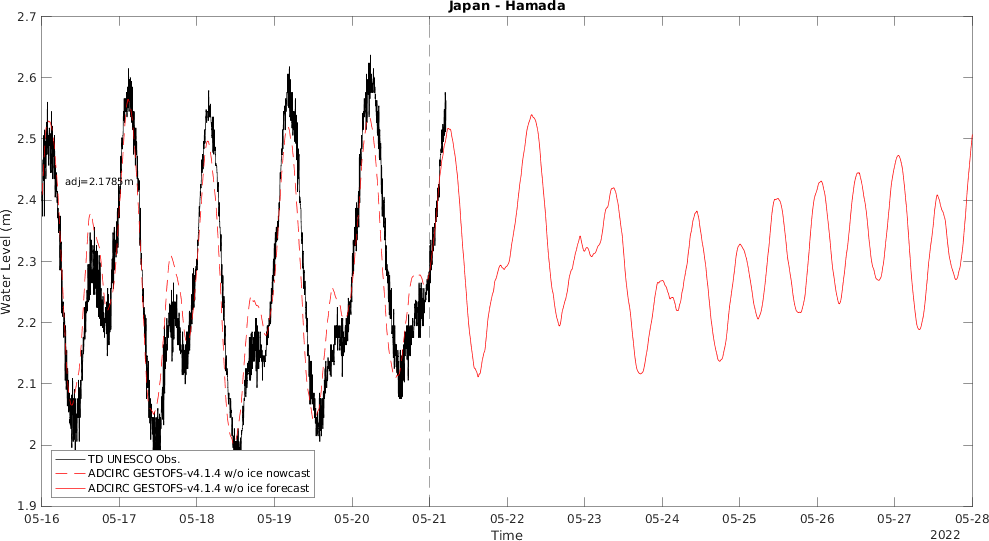 Japan - Hamada
2.7
2.6
2.5
2.4
2.3
2.2
2.1
2
1.9
Water Level (m)
adj=2.1785m
TD UNESCO Obs.
ADCIRC GESTOFS-v4.1.4 w/o ice nowcast
ADCIRC GESTOFS-v4.1.4 w/o ice forecast
05-16 05-17 05-18 05-19 05-20 05-21 05-22 05-23 05-24 05-25 05-26 05-27 05-28
Time
2022